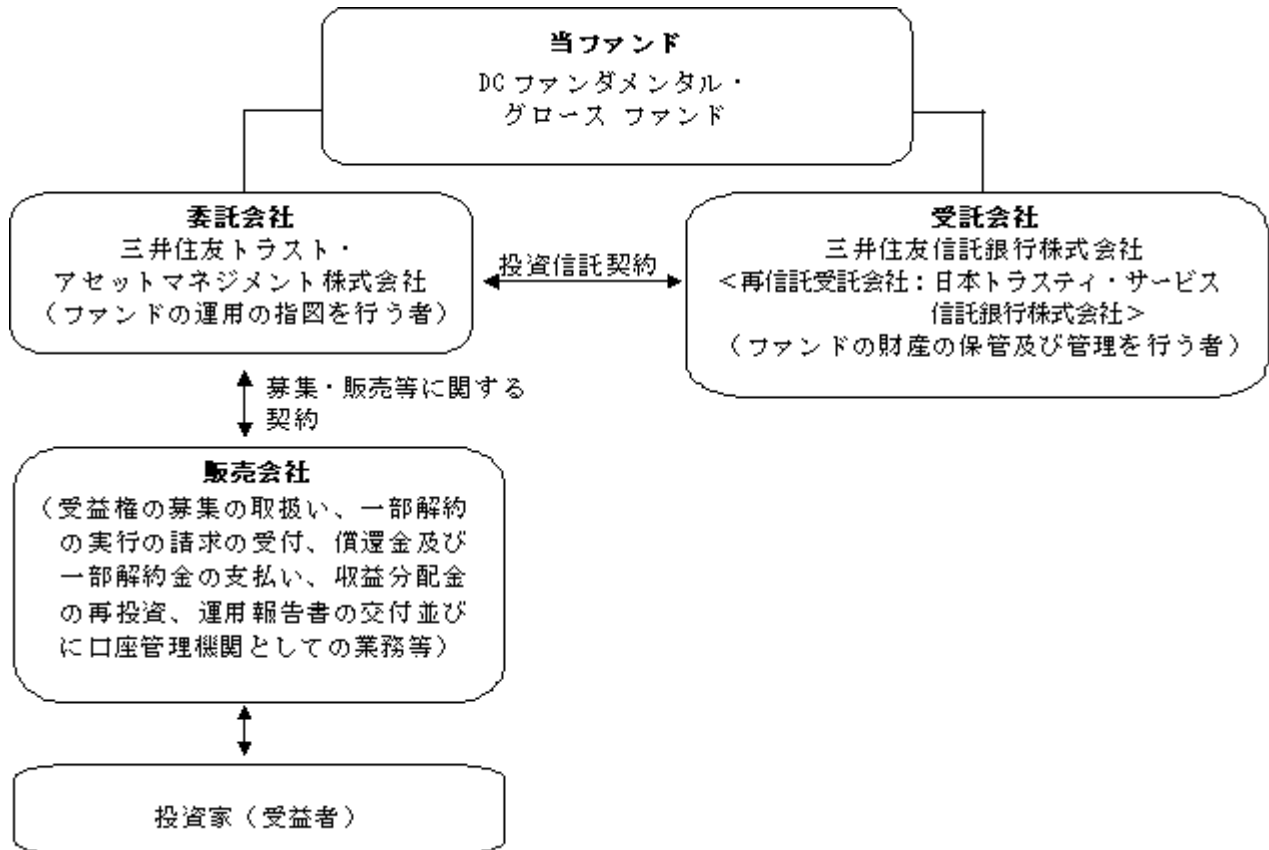 当ファンド
DCファンダメンタル・
グロース ファンド
委託会社
三井住友トラスト・
アセットマネジメント株式会社
（ファンドの運用の指図を行う者）
投資信託契約
受託会社
三井住友信託銀行株式会社
＜再信託受託会社：日本トラスティ・サービス
信託銀行株式会社＞
（ファンドの財産の保管及び管理を行う者）
募集・販売等に関する
契約
販売会社
（受益権の募集の取扱い、一部解約
の実行の請求の受付、償還金及び
一部解約金の支払い、収益分配金
の再投資、運用報告書の交付並び
に口座管理機関としての業務等）
投資家（受益者）